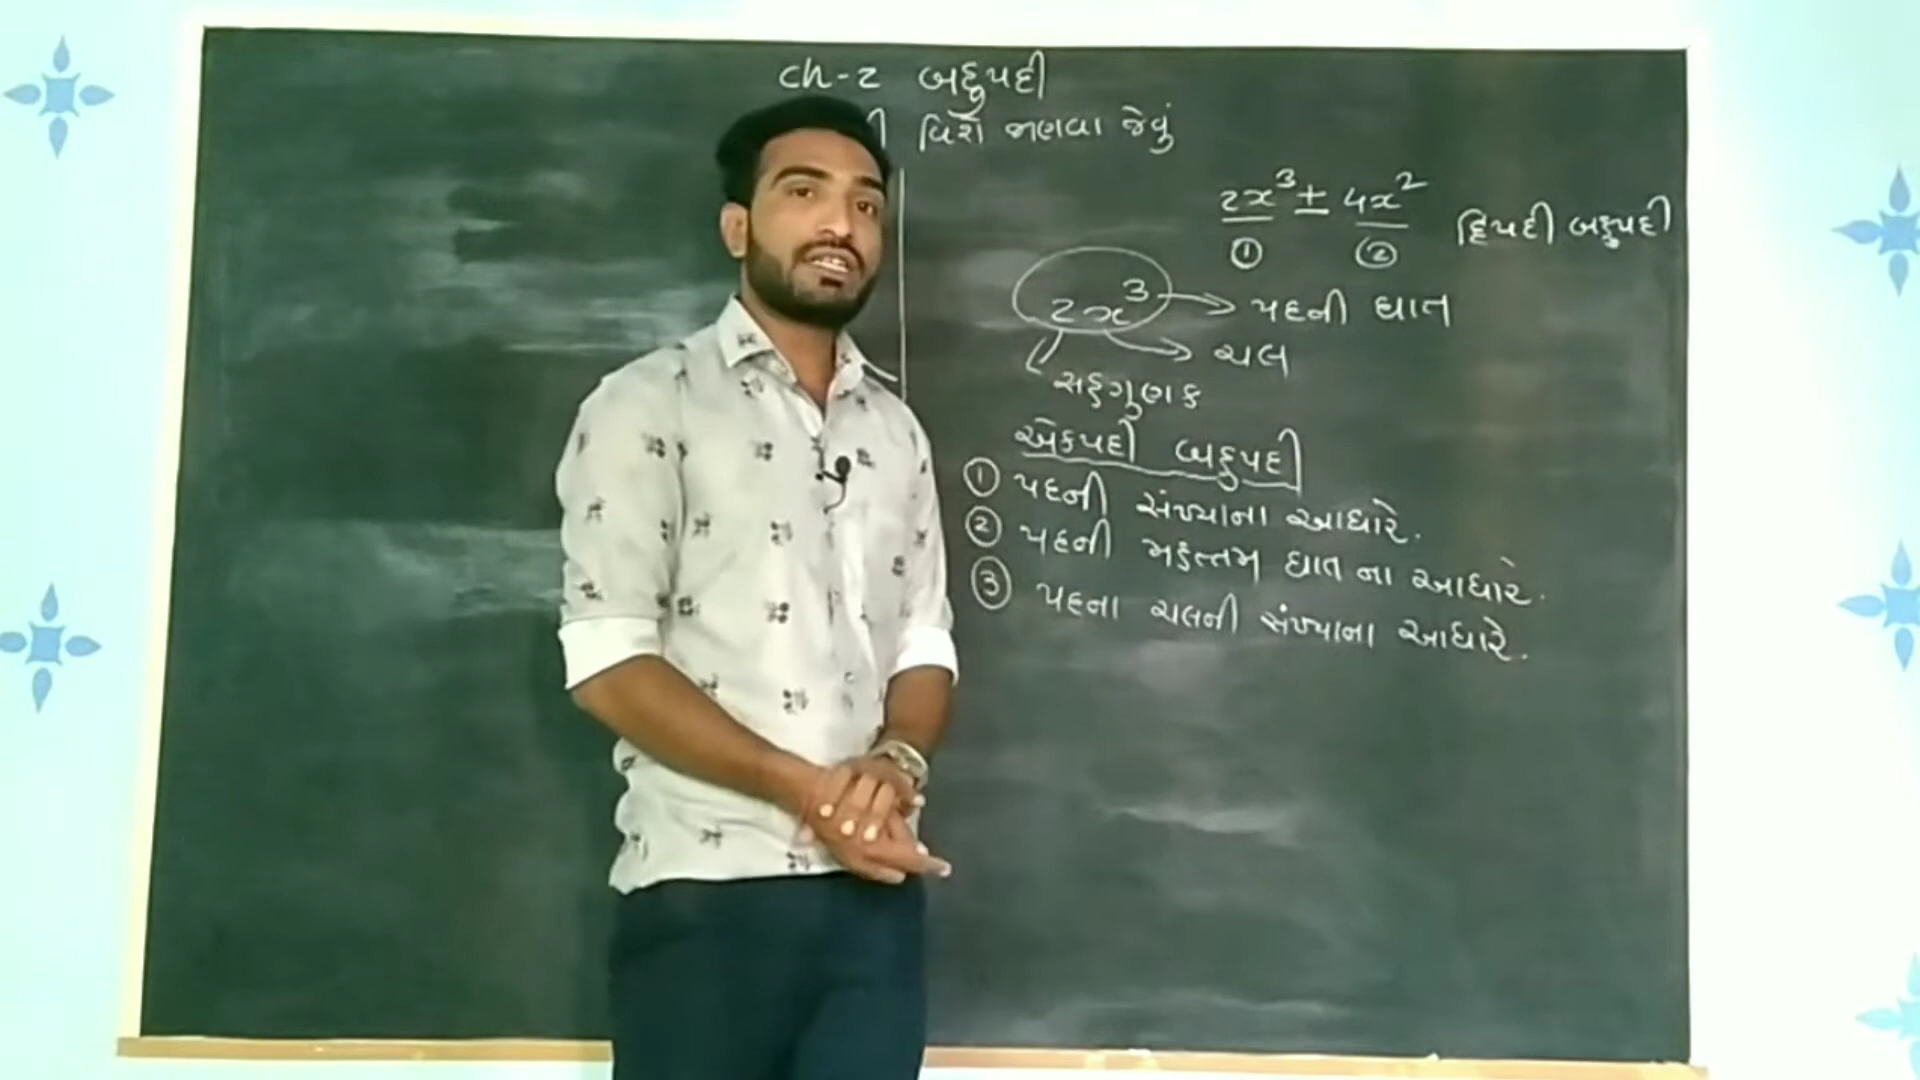 ch-2 બહુપદી
વિશે જાણવા જેવું
2x³ + 4x² દ્વિપદી બહુપદી
① ②
2x³ → પદની ઘાત
→ ચલ
સહગુણક
એકપદી બહુપદી
① પદની સંખ્યાના આધારે.
② પદની મહત્તમ ઘાત ના આધારે.
③ પદના ચલની સંખ્યાના આધારે.